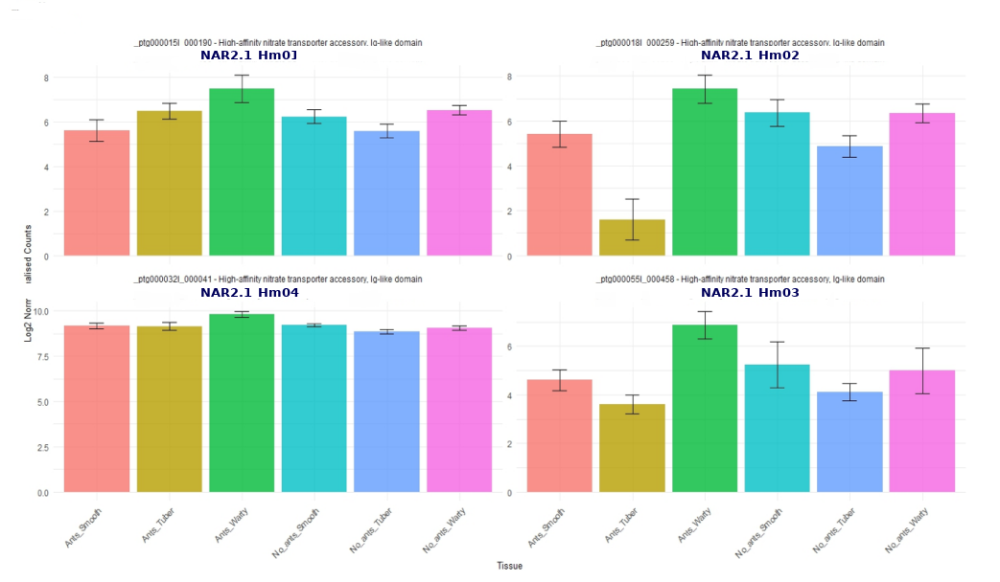 _ptg000015l_000190 - High-affinity nitrate transporter accessory, Ig-like domain
NAR2.1 Hm01
8
6
4
2
0
_ptg000018l_000259 - High-affinity nitrate transporter accessory, Ig-like domain
NAR2.1 Hm02
8
6
4
2
0
_ptg000032l_000041 - High-affinity nitrate transporter accessory, Ig-like domain
NAR2.1 Hm04
10.0
7.5
5.0
2.5
0.0
_ptg000055l_000458 - High-affinity nitrate transporter accessory, Ig-like domain
NAR2.1 Hm03
6
4
2
0
Log2 Norm alised Counts
Ants_Smooth
Ants_Tuber
Ants_Warty
No_ants_Smooth
No_ants_Tuber
No_ants_Warty
Ants_Smooth
Ants_Tuber
Ants_Warty
No_ants_Smooth
No_ants_Tuber
No_ants_Warty
Tissue